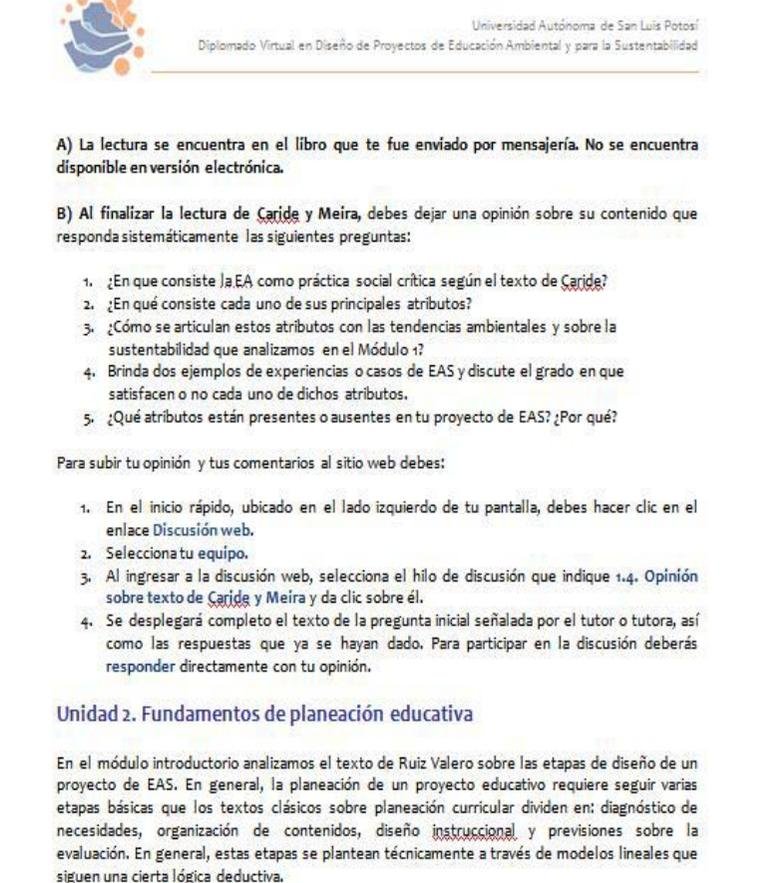 Universidad Autónoma de San Luis Potosí
Diplomado Virtual en Diseño de Proyectos de Educación Ambiental y para la Sustentabilidad
A) La lectura se encuentra en el libro que te fue enviado por mensajería. No se encuentra
disponible en versión electrónica.
B) Al finalizar la lectura de Caride y Meira, debes dejar una opinión sobre su contenido que
responda sistemáticamente las siguientes preguntas:
1. ¿En que consiste la EA como práctica social crítica según el texto de Caride?
2. ¿En qué consiste cada uno de sus principales atributos?
3. ¿Cómo se articulan estos atributos con las tendencias ambientales y sobre la
sustentabilidad que analizamos en el Módulo 1?
4. Brinda dos ejemplos de experiencias o casos de EAS y discute el grado en que
satisfacen o no cada uno de dichos atributos.
5. ¿Qué atributos están presentes o ausentes en tu proyecto de EAS? ¿Por qué?
Para subir tu opinión y tus comentarios al sitio web debes:
1. En el inicio rápido, ubicado en el lado izquierdo de tu pantalla, debes hacer clic en el
enlace Discusión web.
2. Selecciona tu equipo.
3. Al ingresar a la discusión web, selecciona el hilo de discusión que indique 1.4. Opinión
sobre texto de Caride y Meira y da clic sobre él.
4. Se desplegará completo el texto de la pregunta inicial señalada por el tutor o tutora, así
como las respuestas que ya se hayan dado. Para participar en la discusión deberás
responder directamente con tu opinión.
Unidad 2. Fundamentos de planeación educativa
En el módulo introductorio analizamos el texto de Ruiz Valero sobre las etapas de diseño de un
proyecto de EAS. En general, la planeación de un proyecto educativo requiere seguir varias
etapas básicas que los textos clásicos sobre planeación curricular dividen en: diagnóstico de
necesidades, organización de contenidos, diseño instruccional y previsiones sobre la
evaluación. En general, estas etapas se plantean técnicamente a través de modelos lineales que
siguen una cierta lógica deductiva.